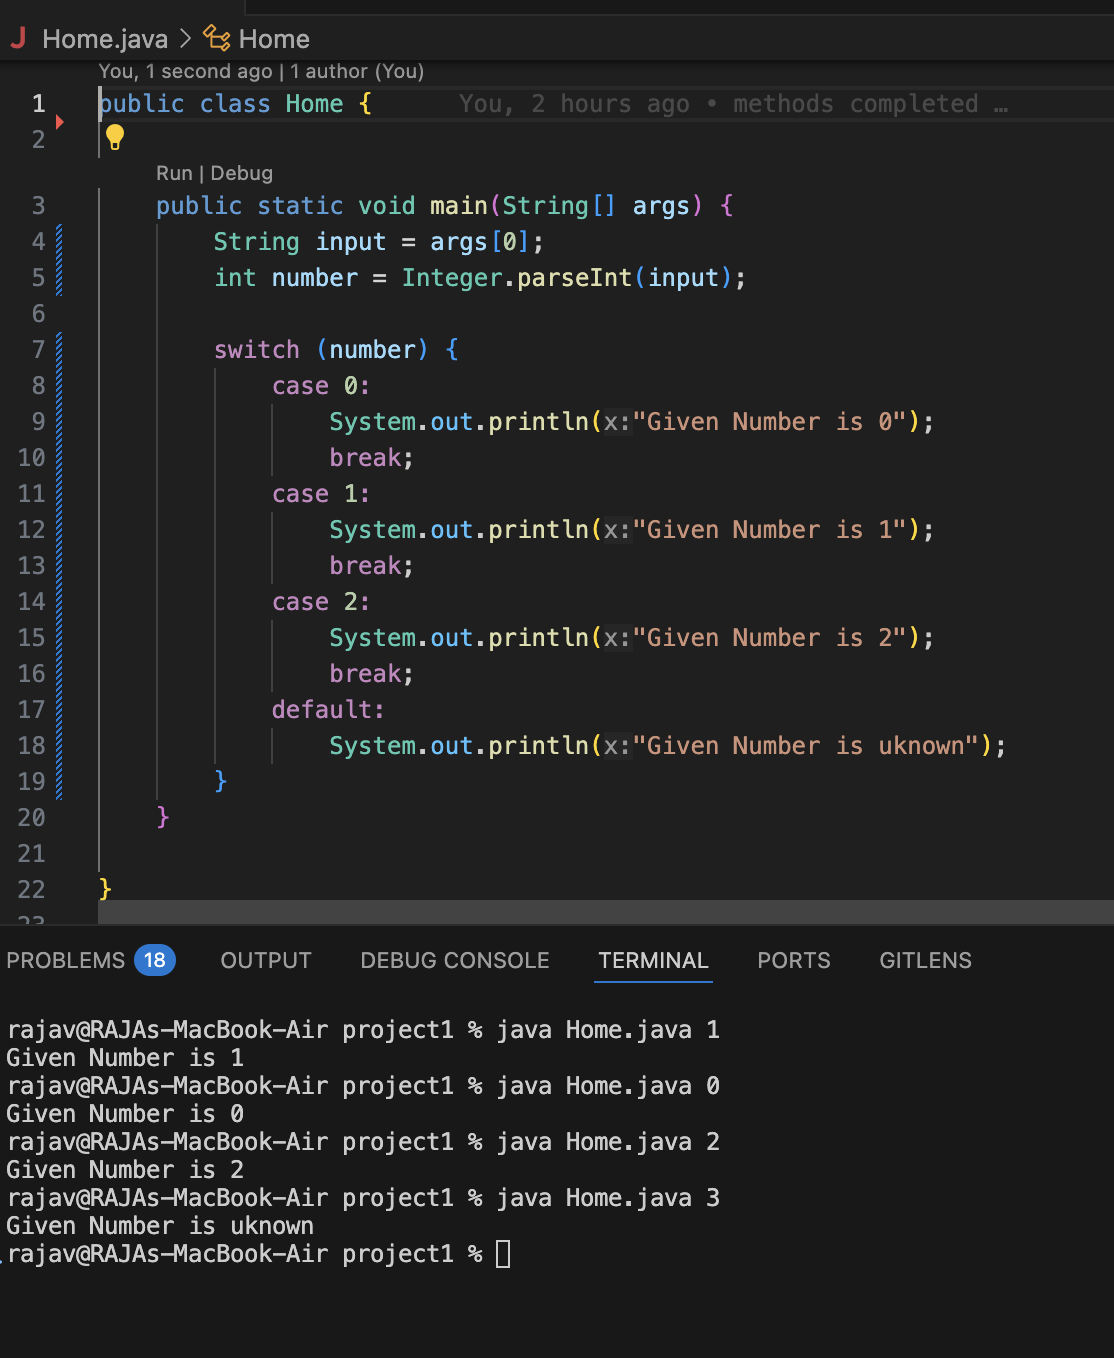 Home.java > Home
You, 1 second ago | 1 author (You)
1 public class Home {      You, 2 hours ago • methods completed …
2
Run | Debug
3     public static void main(String[] args) {
4         String input = args[0];
5         int number = Integer.parseInt(input);
6
7         switch (number) {
8             case 0:
9                 System.out.println(x:"Given Number is 0");
10                 break;
11             case 1:
12                 System.out.println(x:"Given Number is 1");
13                 break;
14             case 2:
15                 System.out.println(x:"Given Number is 2");
16                 break;
17             default:
18                 System.out.println(x:"Given Number is uknown");
19         }
20     }
21
22 }
23
PROBLEMS 18 OUTPUT DEBUG CONSOLE TERMINAL PORTS GITLENS
rajav@RAJAs-MacBook-Air project1 % java Home.java 1
Given Number is 1
rajav@RAJAs-MacBook-Air project1 % java Home.java 0
Given Number is 0
rajav@RAJAs-MacBook-Air project1 % java Home.java 2
Given Number is 2
rajav@RAJAs-MacBook-Air project1 % java Home.java 3
Given Number is uknown
rajav@RAJAs-MacBook-Air project1 %